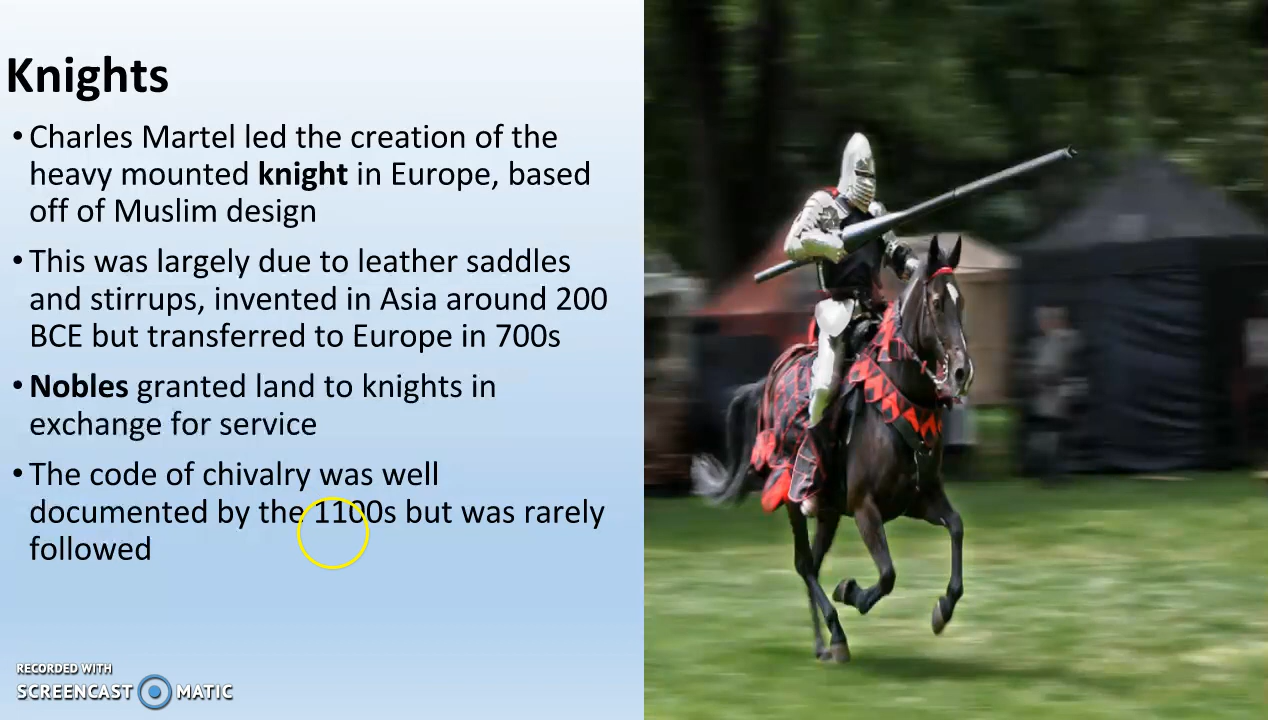 Knights
• Charles Martel led the creation of the
heavy mounted knight in Europe, based
off of Muslim design
• This was largely due to leather saddles
and stirrups, invented in Asia around 200
BCE but transferred to Europe in 700s
• Nobles granted land to knights in
exchange for service
• The code of chivalry was well
documented by the 1100s but was rarely
followed
RECORDED WITH
SCREENCAST MATIC